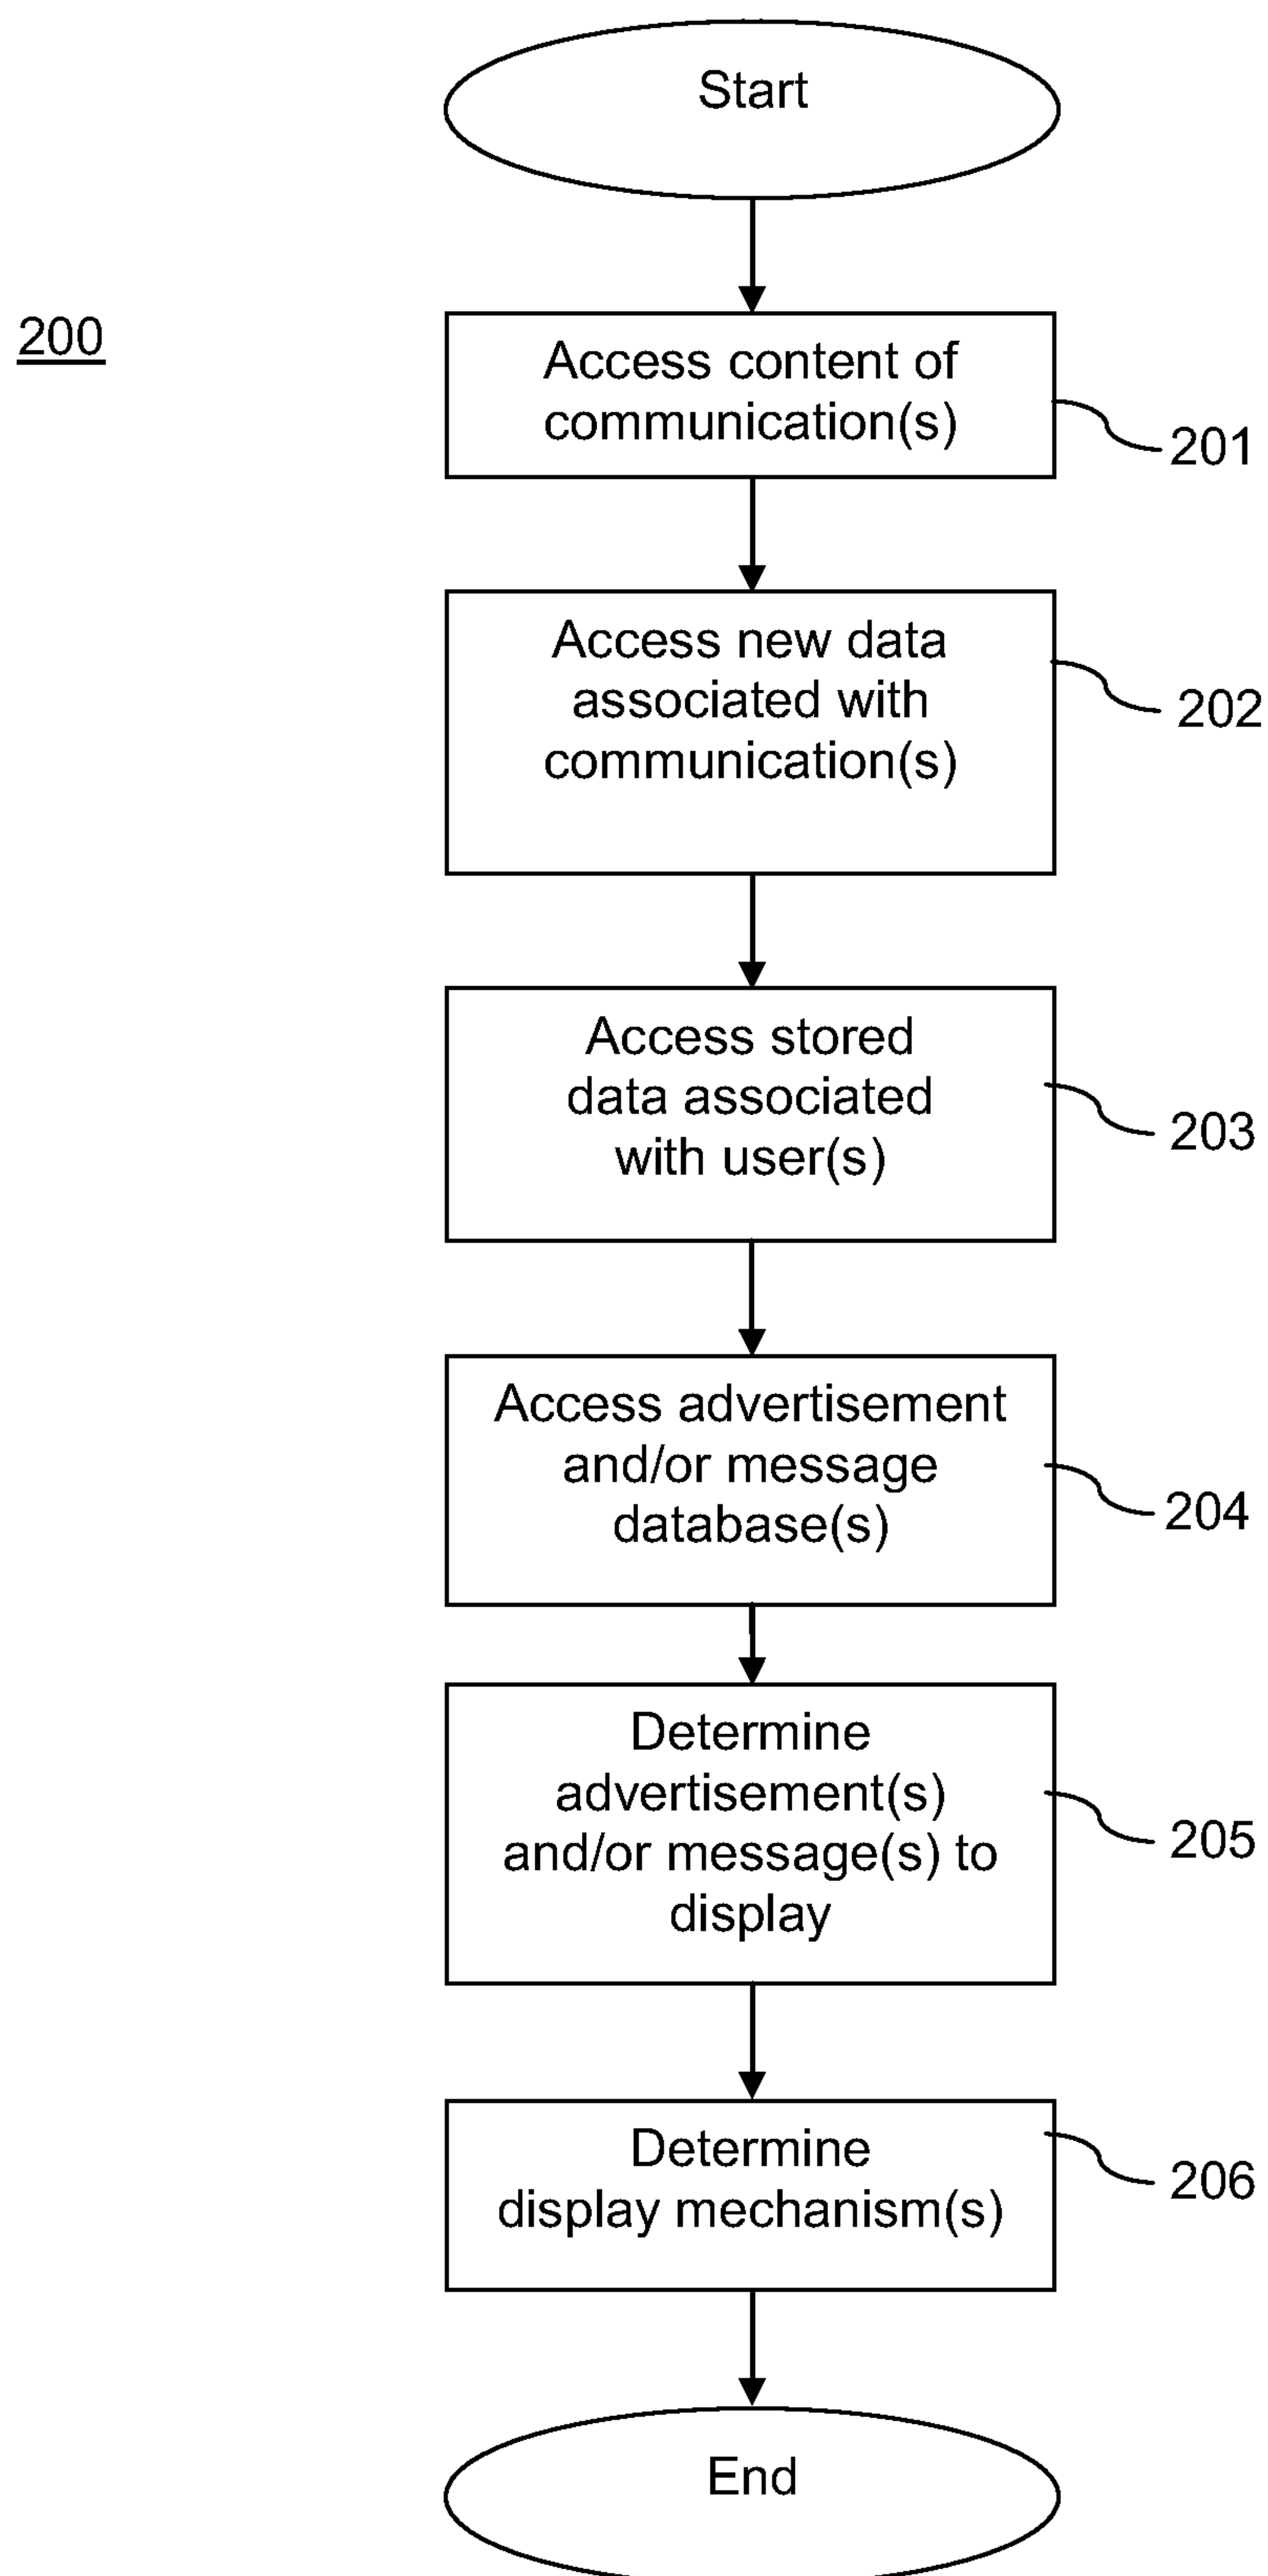 Start
200
Access content of
communication(s)
201
Access new data
associated with
communication(s)
202
Access stored
data associated
with user(s)
203
Access advertisement
and/or message
database(s)
204
Determine
advertisement(s)
and/or message(s) to
display
205
Determine
display mechanism(s)
206
End